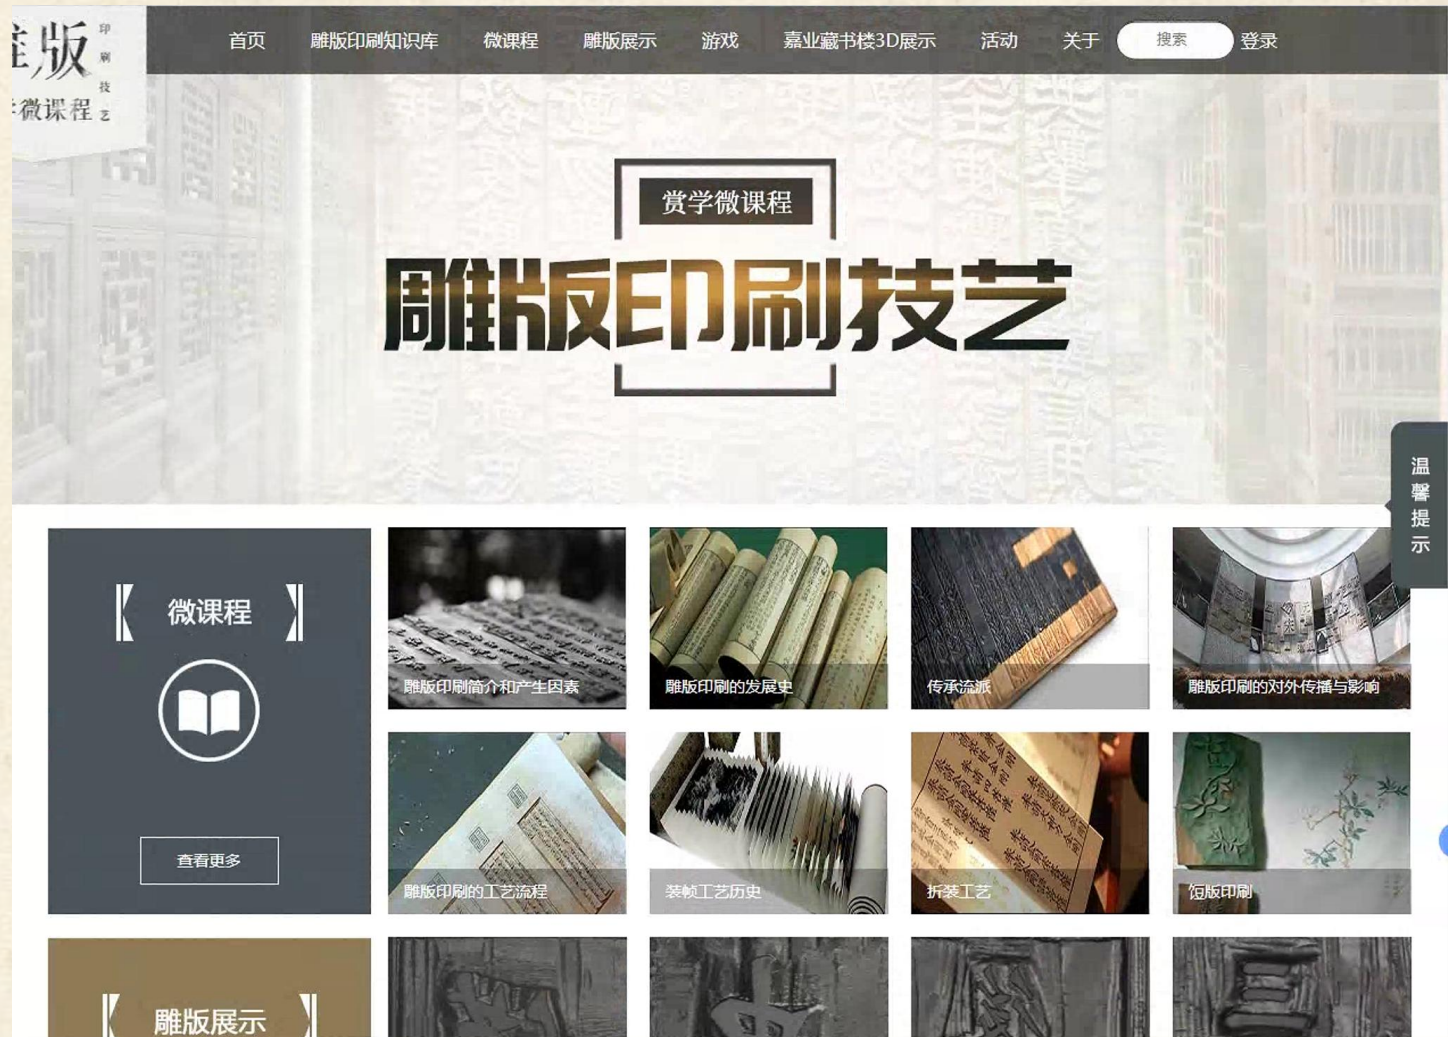 版
印刷技艺
微课程
首页 雕版印刷知识库 微课程 雕版展示 游戏 嘉业藏书楼3D展示 活动 关于 搜索 登录
赏学微课程
雕版印刷技艺
温馨提示
微课程
查看更多
雕版印刷简介和产生因素
雕版印刷的发展史
传承流派
雕版印刷的对外传播与影响
雕版印刷的工艺流程
装帧工艺历史
折装工艺
饾版印刷
雕版展示